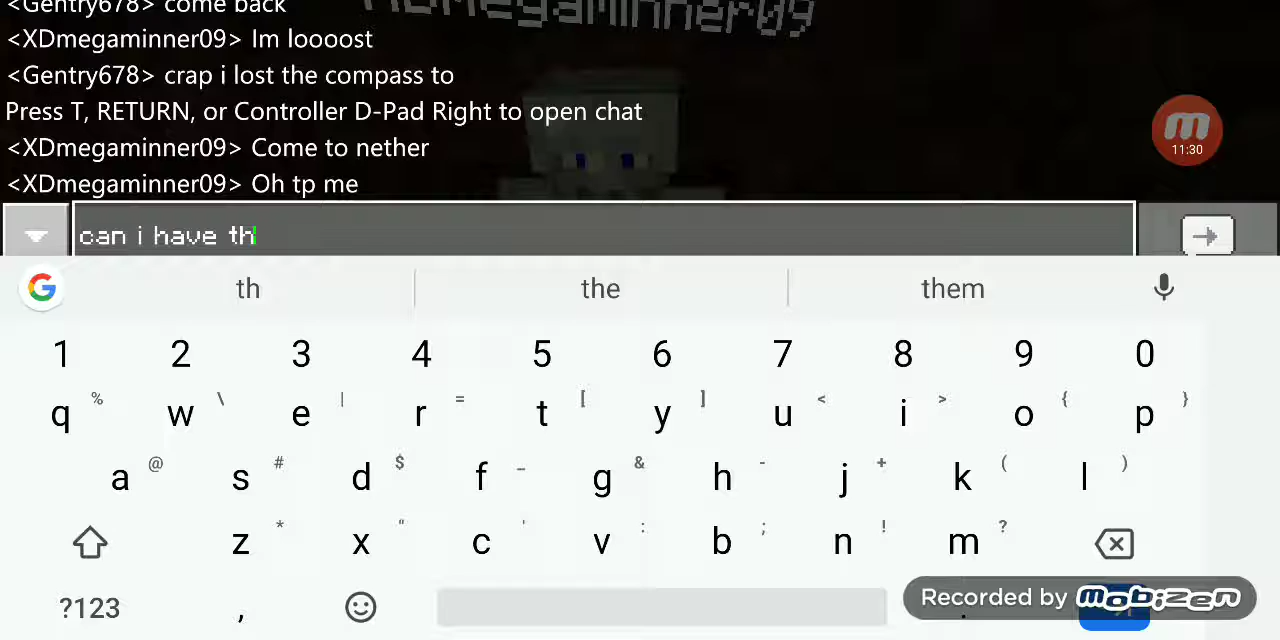 <Gentry678> come back
XDmegaminner09
<XDmegaminner09> Im loooost
<Gentry678> crap i lost the compass to
Press T, RETURN, or Controller D-Pad Right to open chat
<XDmegaminner09> Come to nether
<XDmegaminner09> Oh tp me
m
11:30
can i have th
G th the them
1 2 3 4 5 6 7 8 9 0
q % w \ e | r = t [ y ] u < i > o { p }
a @ s # d $ f _ g & h - j + k ( l )
z * x " c ' v : b ; n ! m ?
?123 , .
Recorded by mobizen